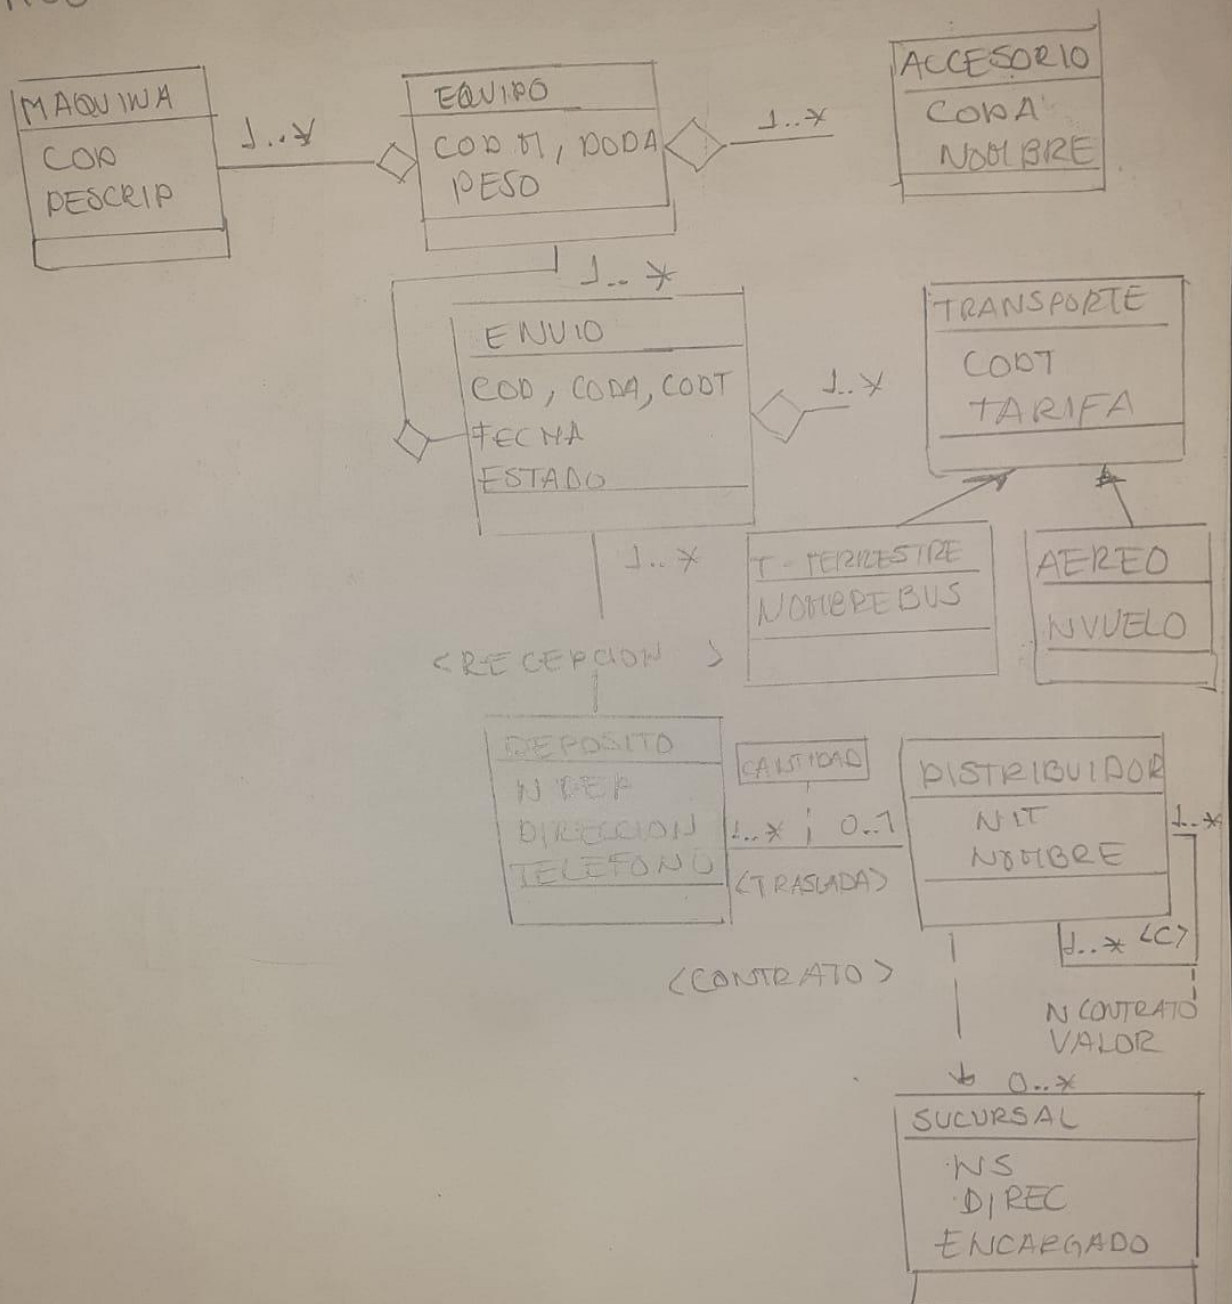 MAQUINA
COD
DESCRIP
1..*
EQUIPO
COD M, DODA
PESO
1..*
ACCESORIO
CODA
NOMBRE
1..*
ENVIO
COD, CODA, CODT
FECHA
ESTADO
1..*
TRANSPORTE
CODT
TARIFA
1..*
T-TERRESTRE
NOMBREBUS
AEREO
NVUELO
<RECEPCION >
DEPOSITO
N DEP
DIRECCION
TELEFONO
CANTIDAD
1..* 0..1
<TRASLADA>
DISTRIBUIDOR
NIT
NOMBRE
1..*
1..* <C>
<CONTRATO>
N CONTRATO
VALOR
0..*
SUCURSAL
NS
DIREC
ENCARGADO